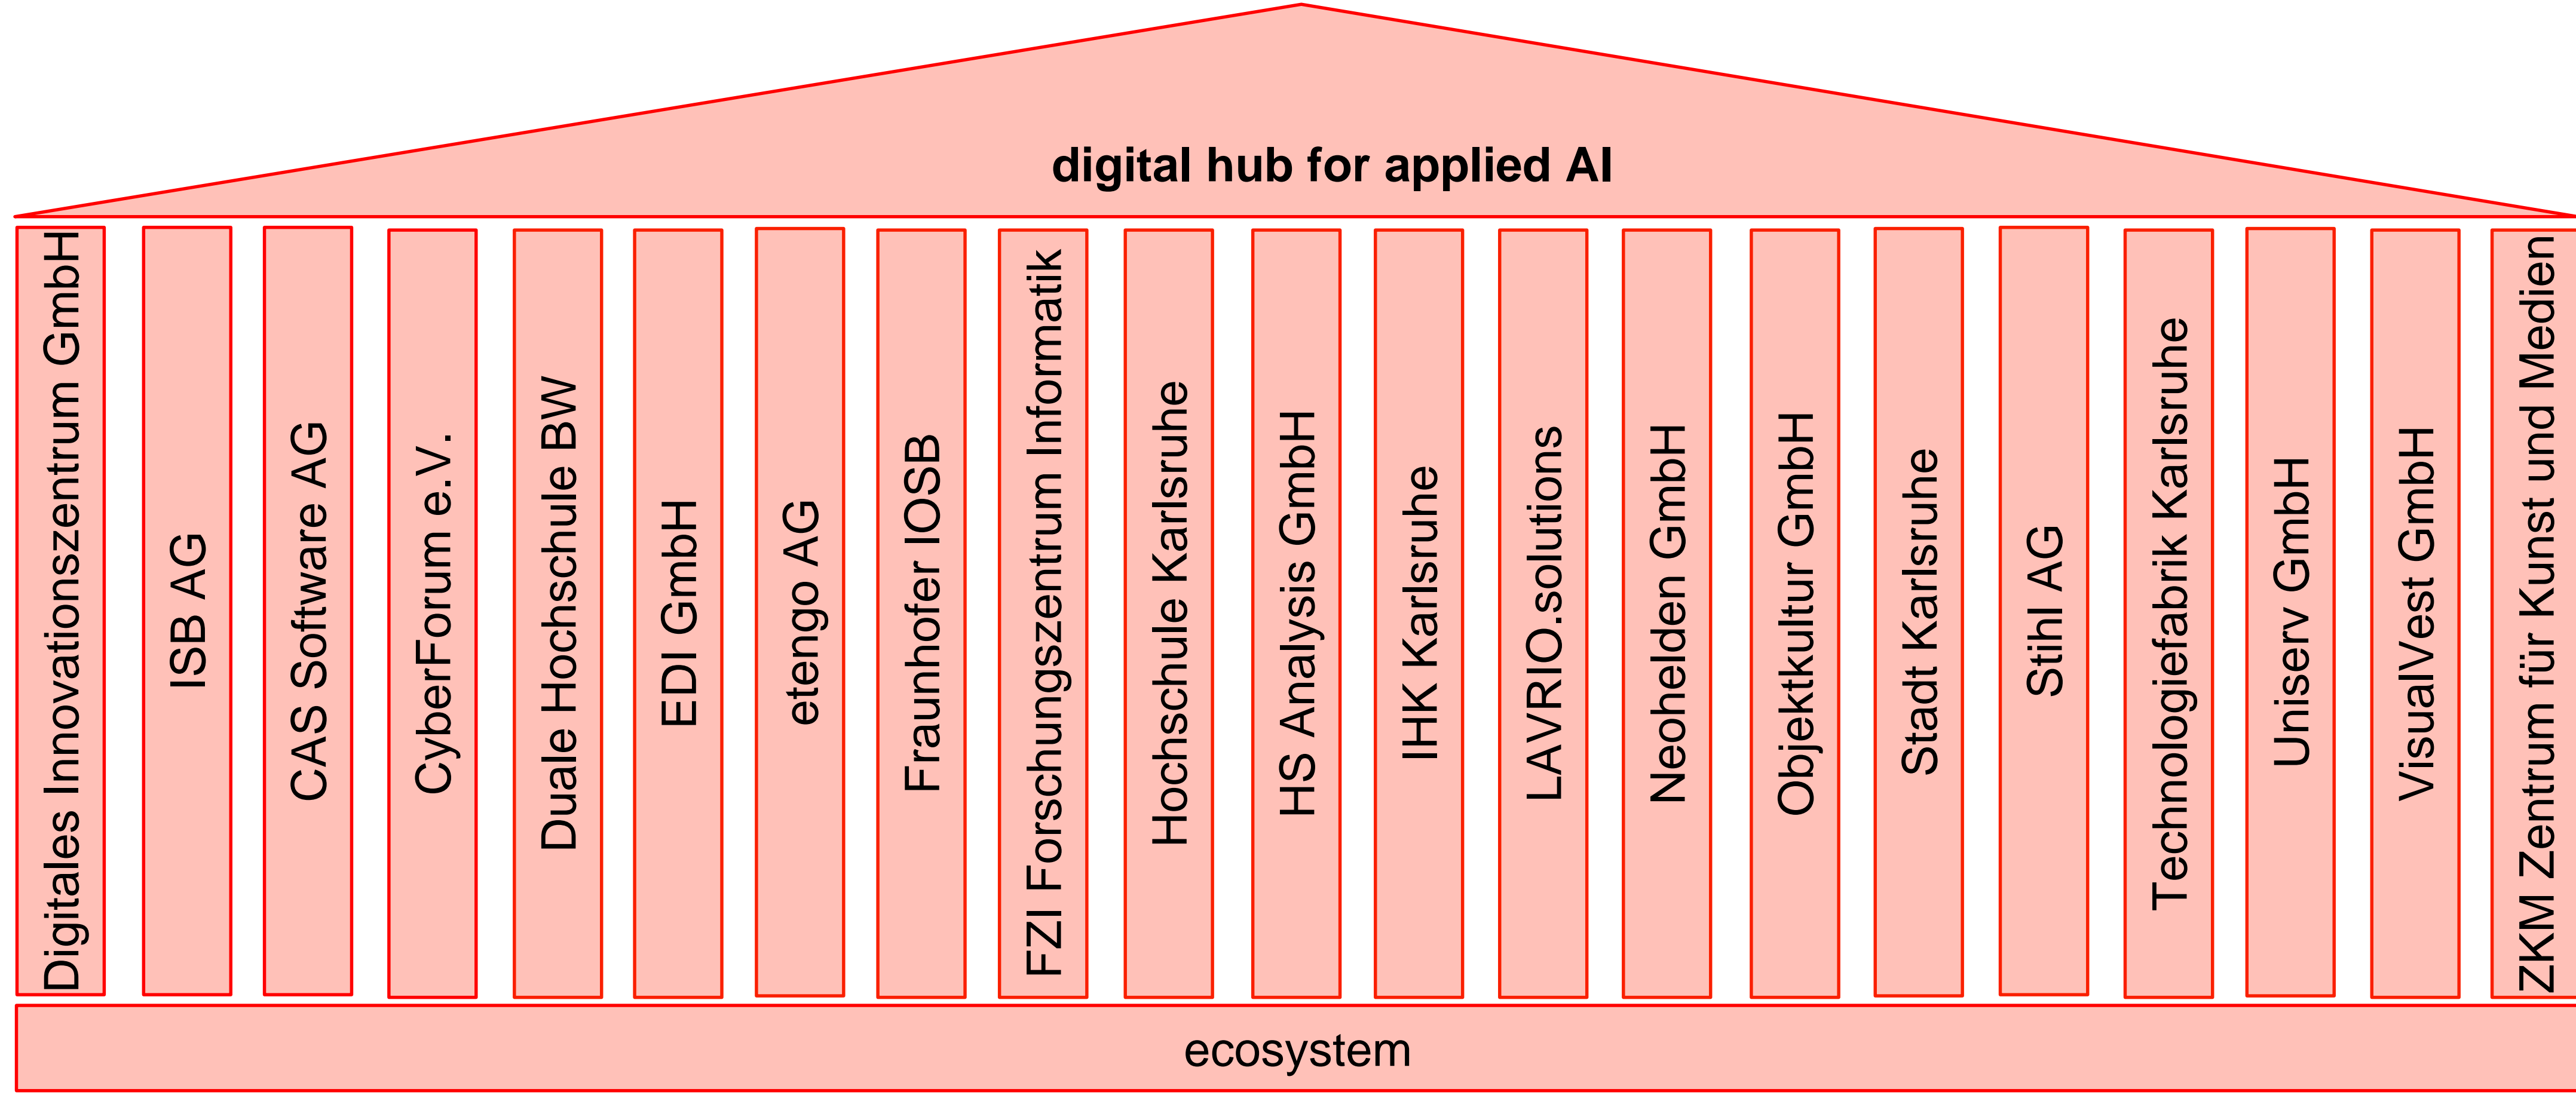 digital hub for applied AI
Digitales Innovationszentrum GmbH
ISB AG
CAS Software AG
CyberForum e.V.
Duale Hochschule BW
EDI GmbH
etengo AG
Fraunhofer IOSB
FZI Forschungszentrum Informatik
Hochschule Karlsruhe
HS Analysis GmbH
IHK Karlsruhe
LAVRIO.solutions
Neohelden GmbH
Objektkultur GmbH
Stadt Karlsruhe
Stihl AG
Technologiefabrik Karlsruhe
Uniserv GmbH
VisualVest GmbH
ZKM Zentrum für Kunst und Medien
ecosystem